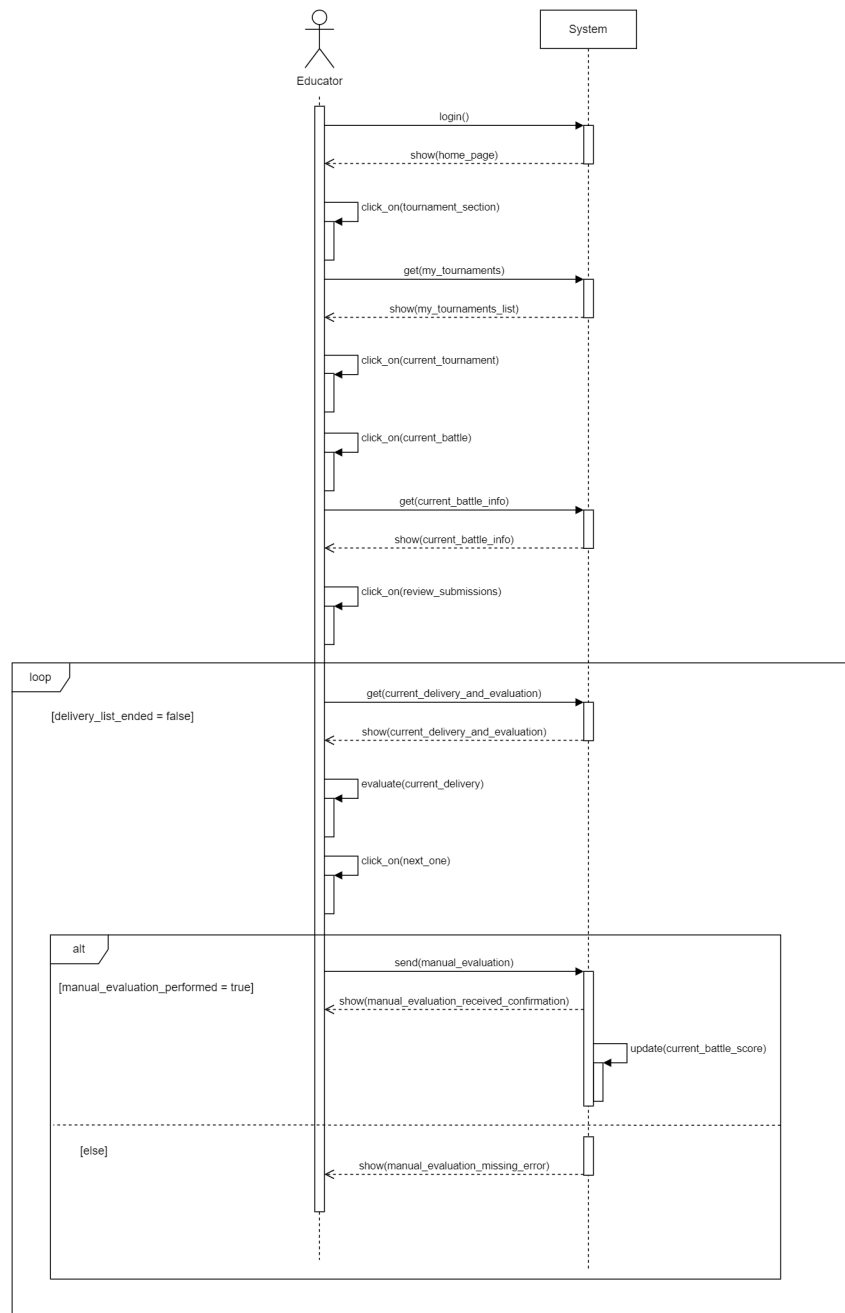 System
Educator
login()
show(home_page)
click_on(tournament_section)
get(my_tournaments)
show(my_tournaments_list)
click_on(current_tournament)
click_on(current_battle)
get(current_battle_info)
show(current_battle_info)
click_on(review_submissions)
loop
get(current_delivery_and_evaluation)
[delivery_list_ended = false]
show(current_delivery_and_evaluation)
evaluate(current_delivery)
click_on(next_one)
alt
send(manual_evaluation)
[manual_evaluation_performed = true]
show(manual_evaluation_received_confirmation)
update(current_battle_score)
[else]
show(manual_evaluation_missing_error)